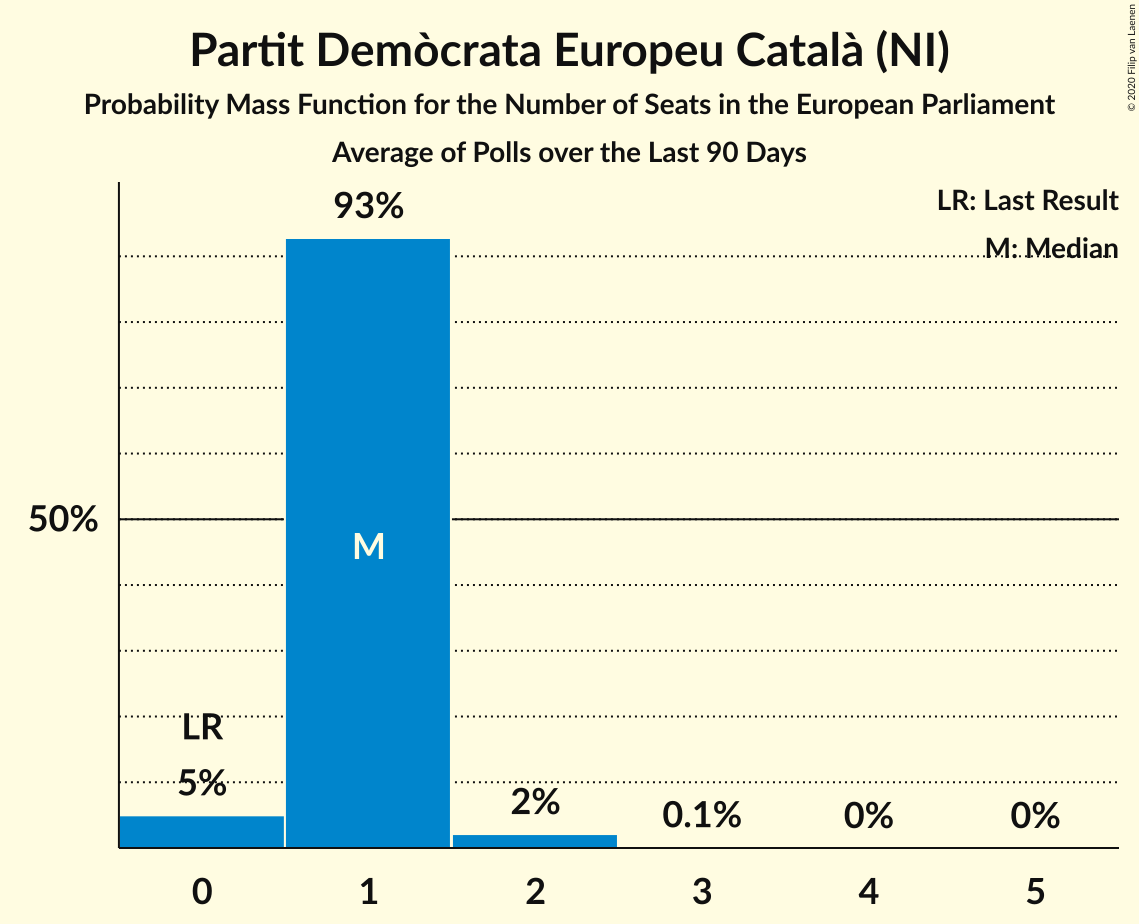 Partit Demòcrata Europeu Català (NI)
Probability Mass Function for the Number of Seats in the European Parliament
Average of Polls over the Last 90 Days
© 2020 Filip van Laenen
LR: Last Result
M: Median
93%
50%
M
LR
5%
2%
0.1%
0%
0%
0
1
2
3
4
5